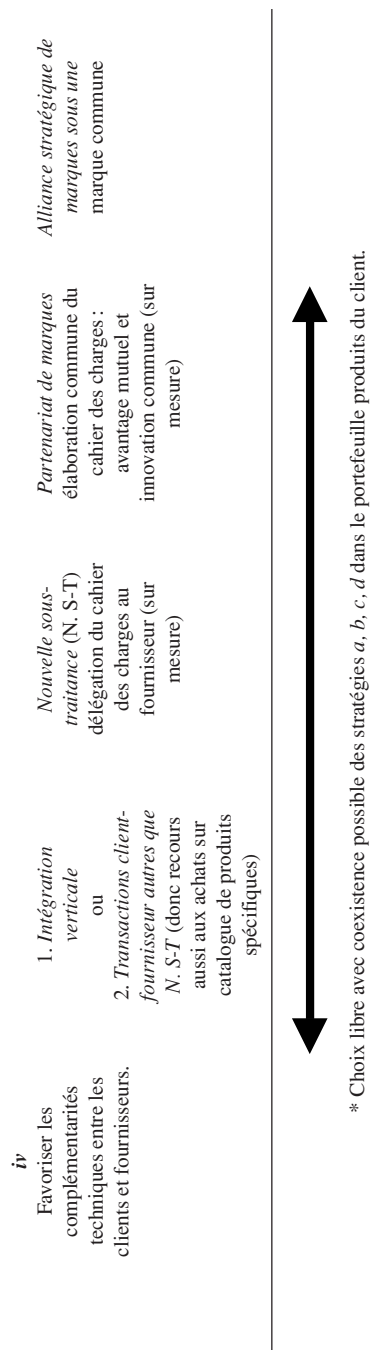 iv
Favoriser les
complémentarités
techniques entre les
clients et fournisseurs.
1. Intégration
verticale
ou
2. Transactions client-
fournisseur autres que
N. S-T (donc recours
aussi aux achats sur
catalogue de produits
spécifiques)
Nouvelle sous-
traitance (N. S-T)
délégation du cahier
des charges au
fournisseur (sur
mesure)
Partenariat de marques
élaboration commune du
cahier des charges :
avantage mutuel et
innovation commune (sur
mesure)
Alliance stratégique de
marques sous une
marque commune
* Choix libre avec coexistence possible des stratégies a, b, c, d dans le portefeuille produits du client.